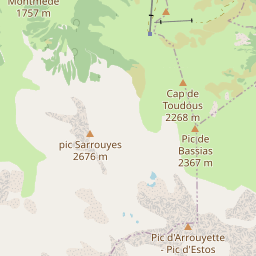 Montmède
1757 m
Cap de
Toudous
2268 m
Pic de
Bassias
2367 m
pic Sarrouyes
2676 m
Pic d'Arrouyette
- Pic d'Estos